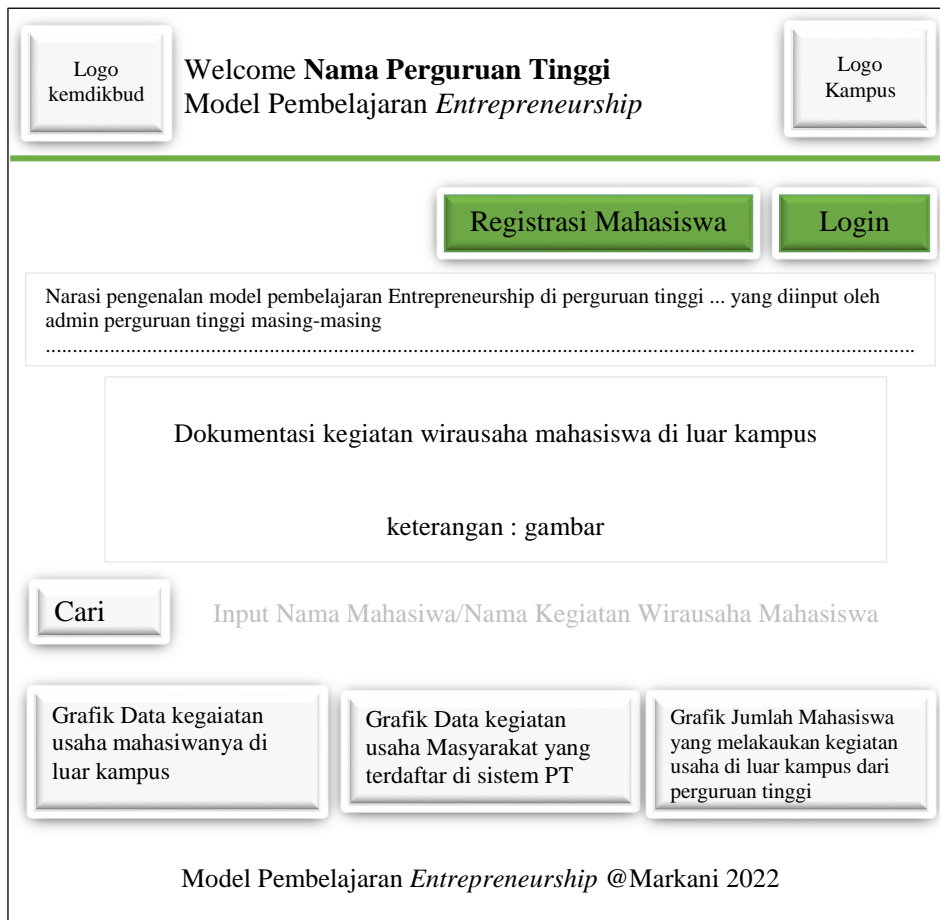 Logo
kemdikbud
Welcome Nama Perguruan Tinggi
Model Pembelajaran Entrepreneurship
Logo
Kampus
Registrasi Mahasiswa
Login
Narasi pengenalan model pembelajaran Entrepreneurship di perguruan tinggi ... yang diinput oleh
admin perguruan tinggi masing-masing
....................................................................................................................................................................
Dokumentasi kegiatan wirausaha mahasiswa di luar kampus
keterangan : gambar
Cari
Input Nama Mahasiwa/Nama Kegiatan Wirausaha Mahasiswa
Grafik Data kegaiatan
usaha mahasiwanya di
luar kampus
Grafik Data kegiatan
usaha Masyarakat yang
terdaftar di sistem PT
Grafik Jumlah Mahasiswa
yang melakaukan kegiatan
usaha di luar kampus dari
perguruan tinggi
Model Pembelajaran Entrepreneurship @Markani 2022